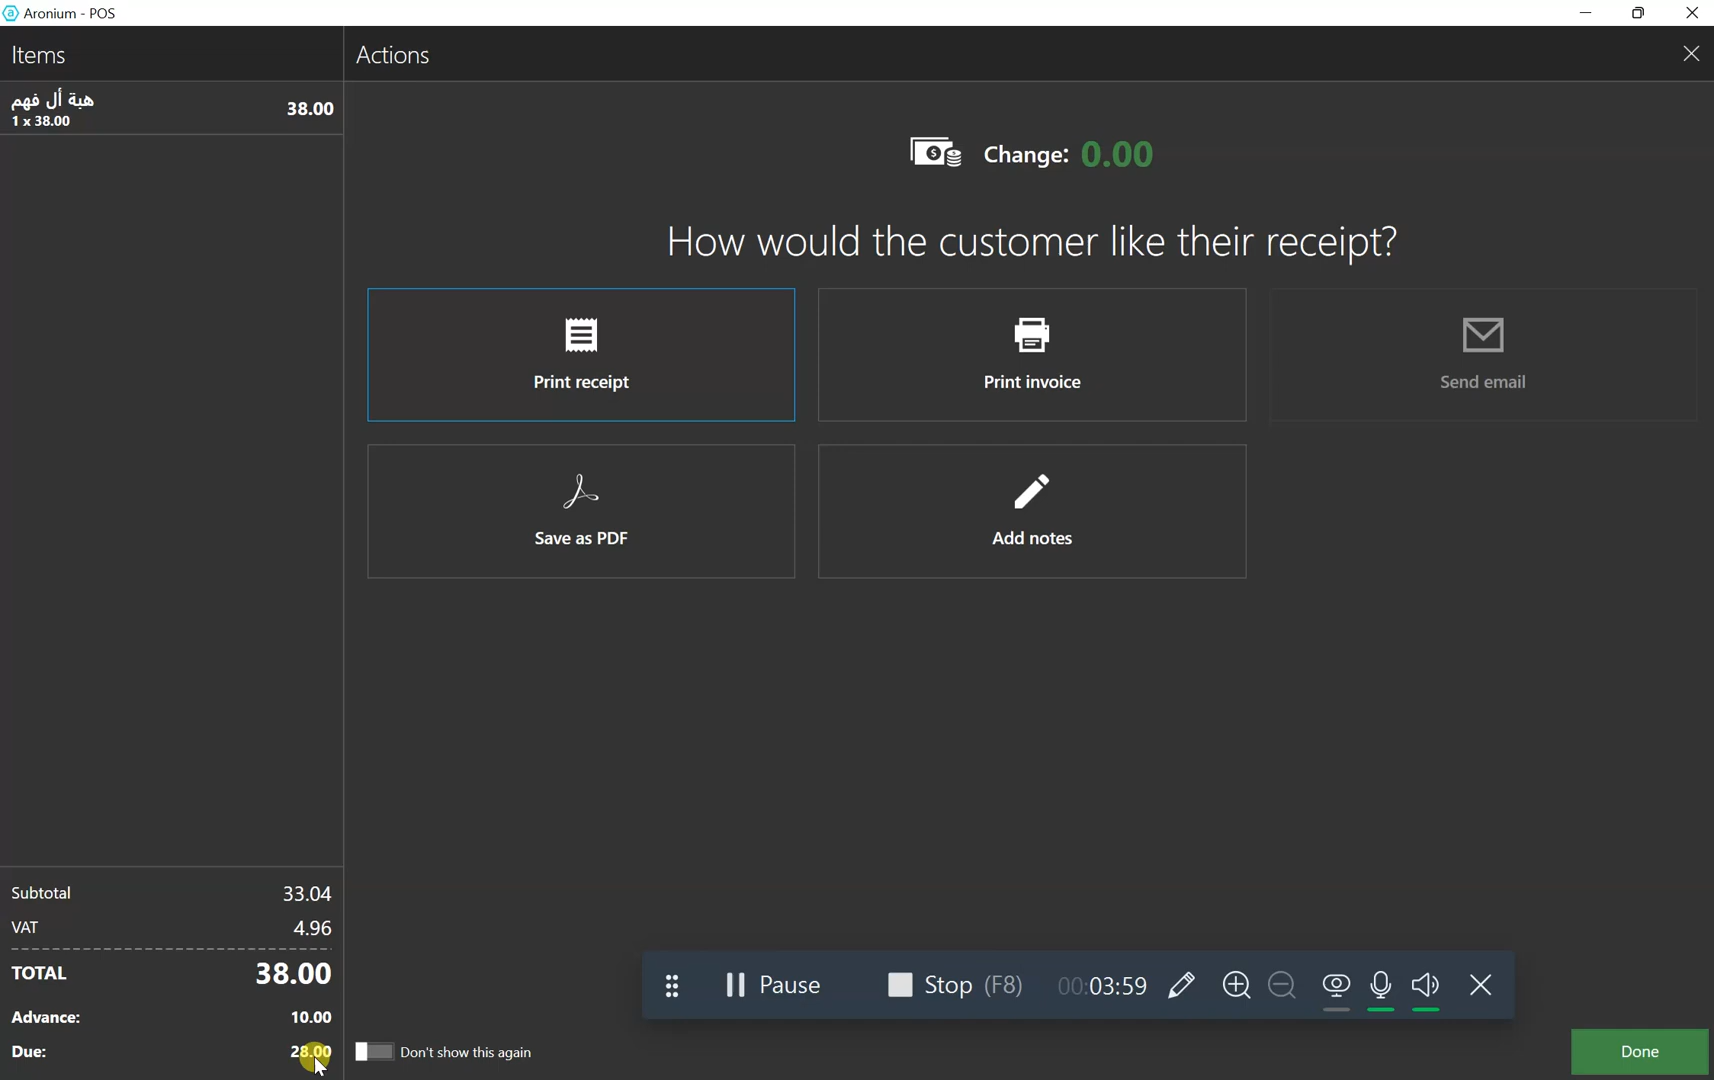 Aronium - POS
Items
Actions
هبة أل فهم
38.00
1 x 38.00
Change: 0.00
How would the customer like their receipt?
Print receipt
Print invoice
Send email
Save as PDF
Add notes
Subtotal 33.04
VAT 4.96
TOTAL 38.00
Pause Stop (F8) 00:03:59
Advance: 10.00
Due: 28.00
Don't show this again
Done